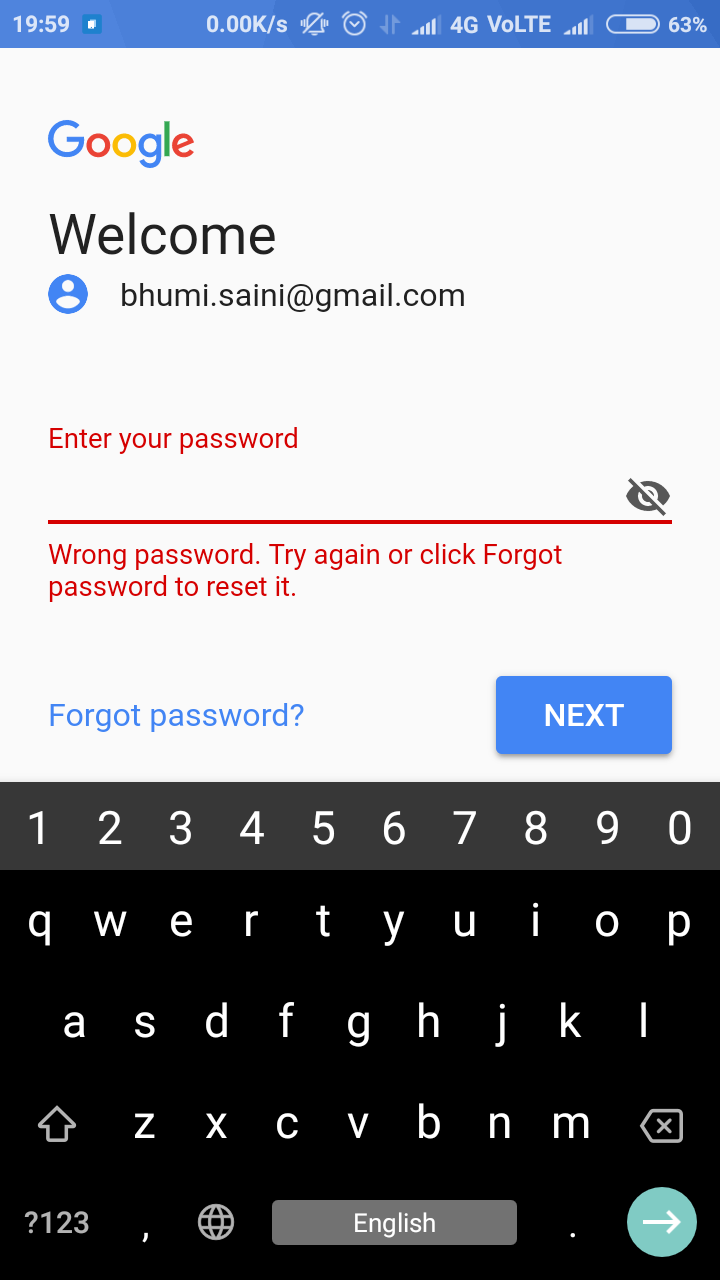 19:59 0.00K/s 4G VoLTE 63%
Google
Welcome
bhumi.saini@gmail.com
Enter your password
Wrong password. Try again or click Forgot
password to reset it.
Forgot password? NEXT
1 2 3 4 5 6 7 8 9 0
q w e r t y u i o p
a s d f g h j k l
z x c v b n m
?123 , English .